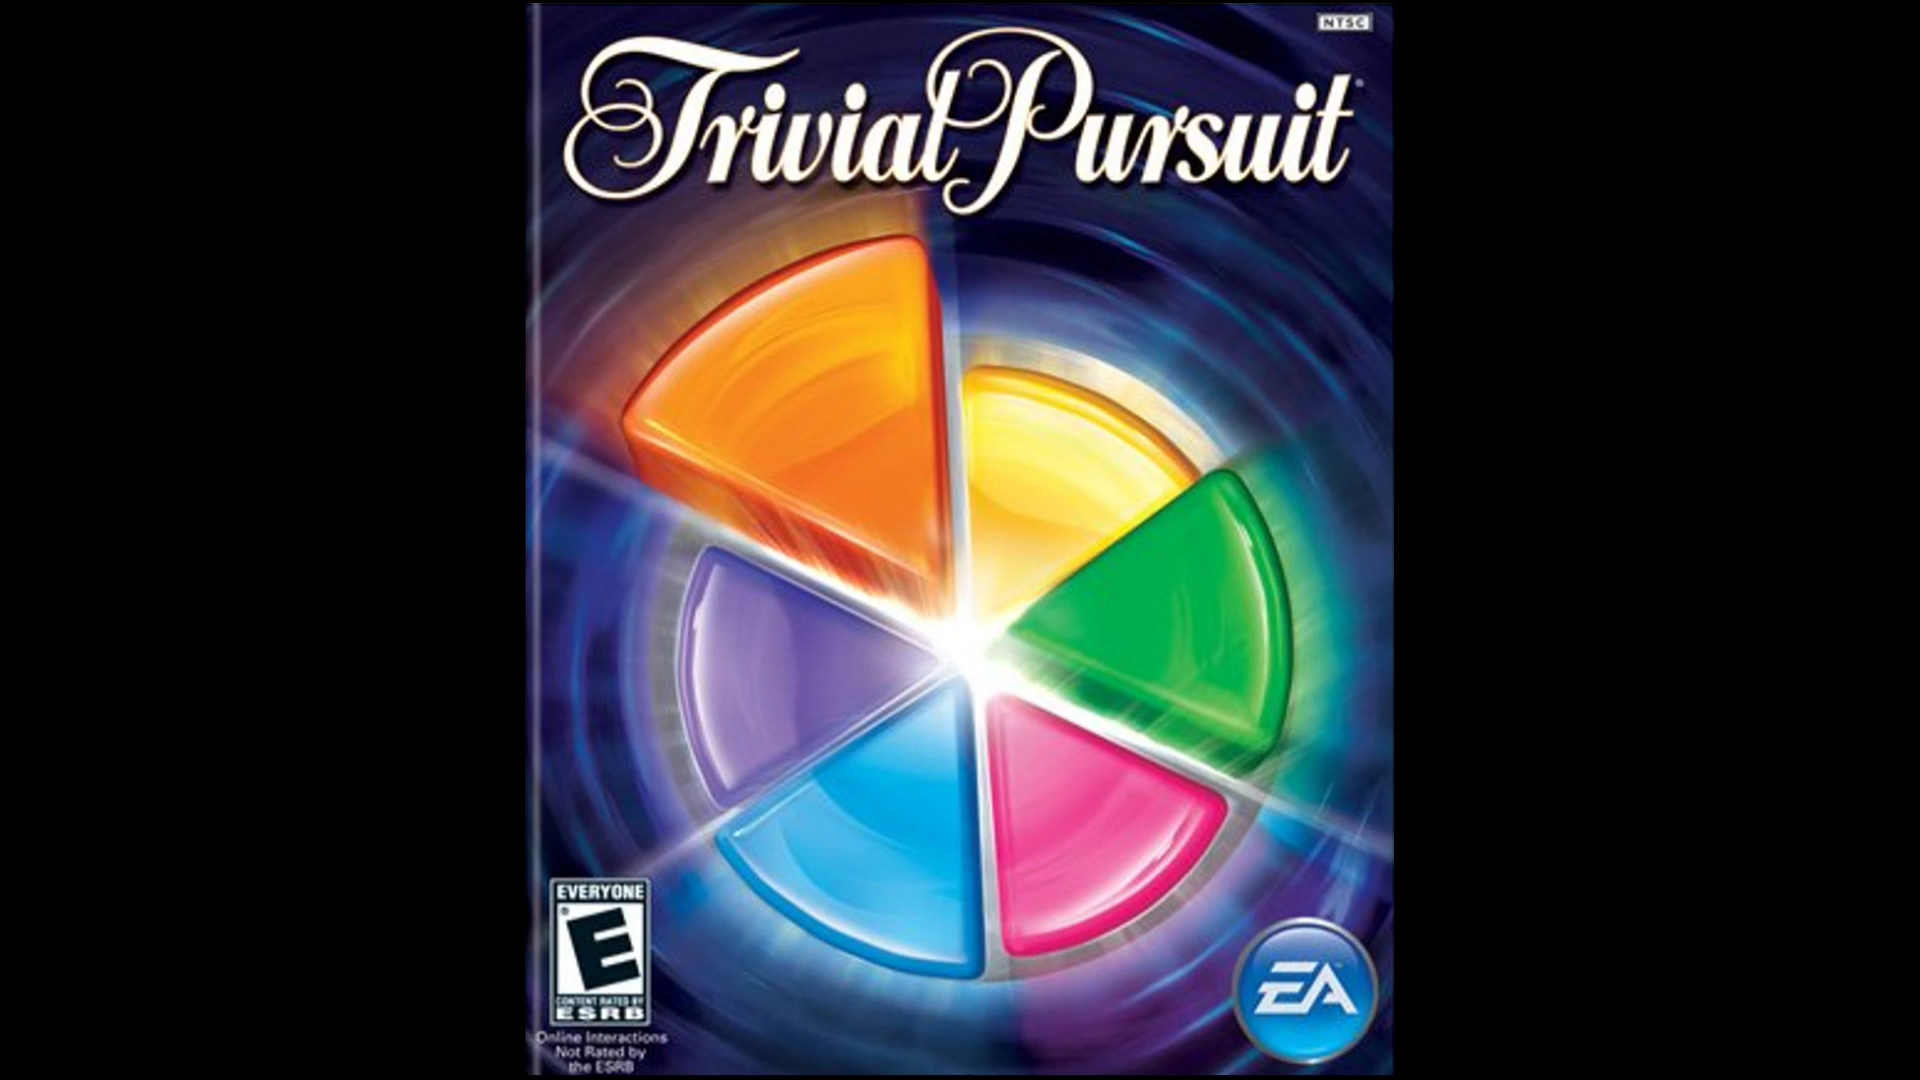 NTSC
Trivial Pursuit
EVERYONE
E
CONTENT RATED BY
ESRB
Online Interactions
Not Rated by
the ESRB
EA